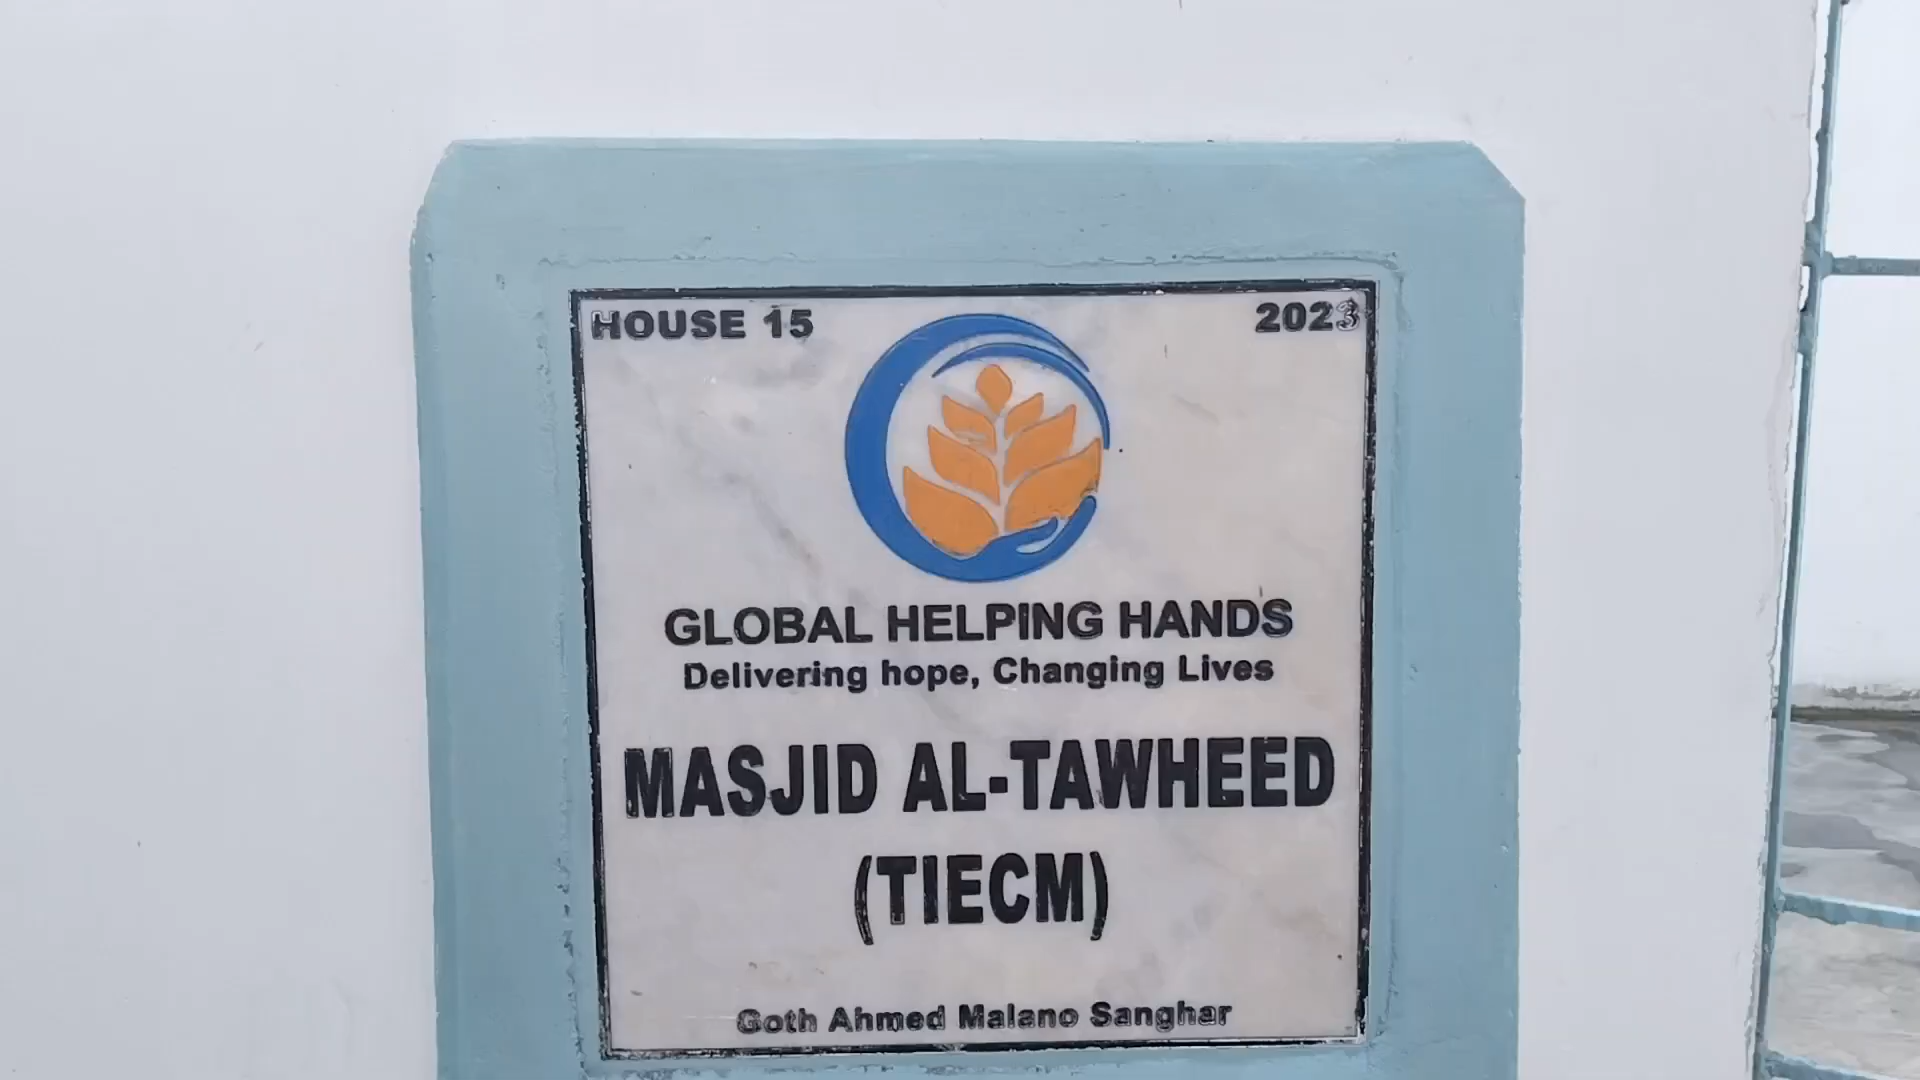 HOUSE 15
2023
GLOBAL HELPING HANDS
Delivering hope, Changing Lives
MASJID AL-TAWHEED
(TIECM)
Goth Ahmed Malano Sanghar